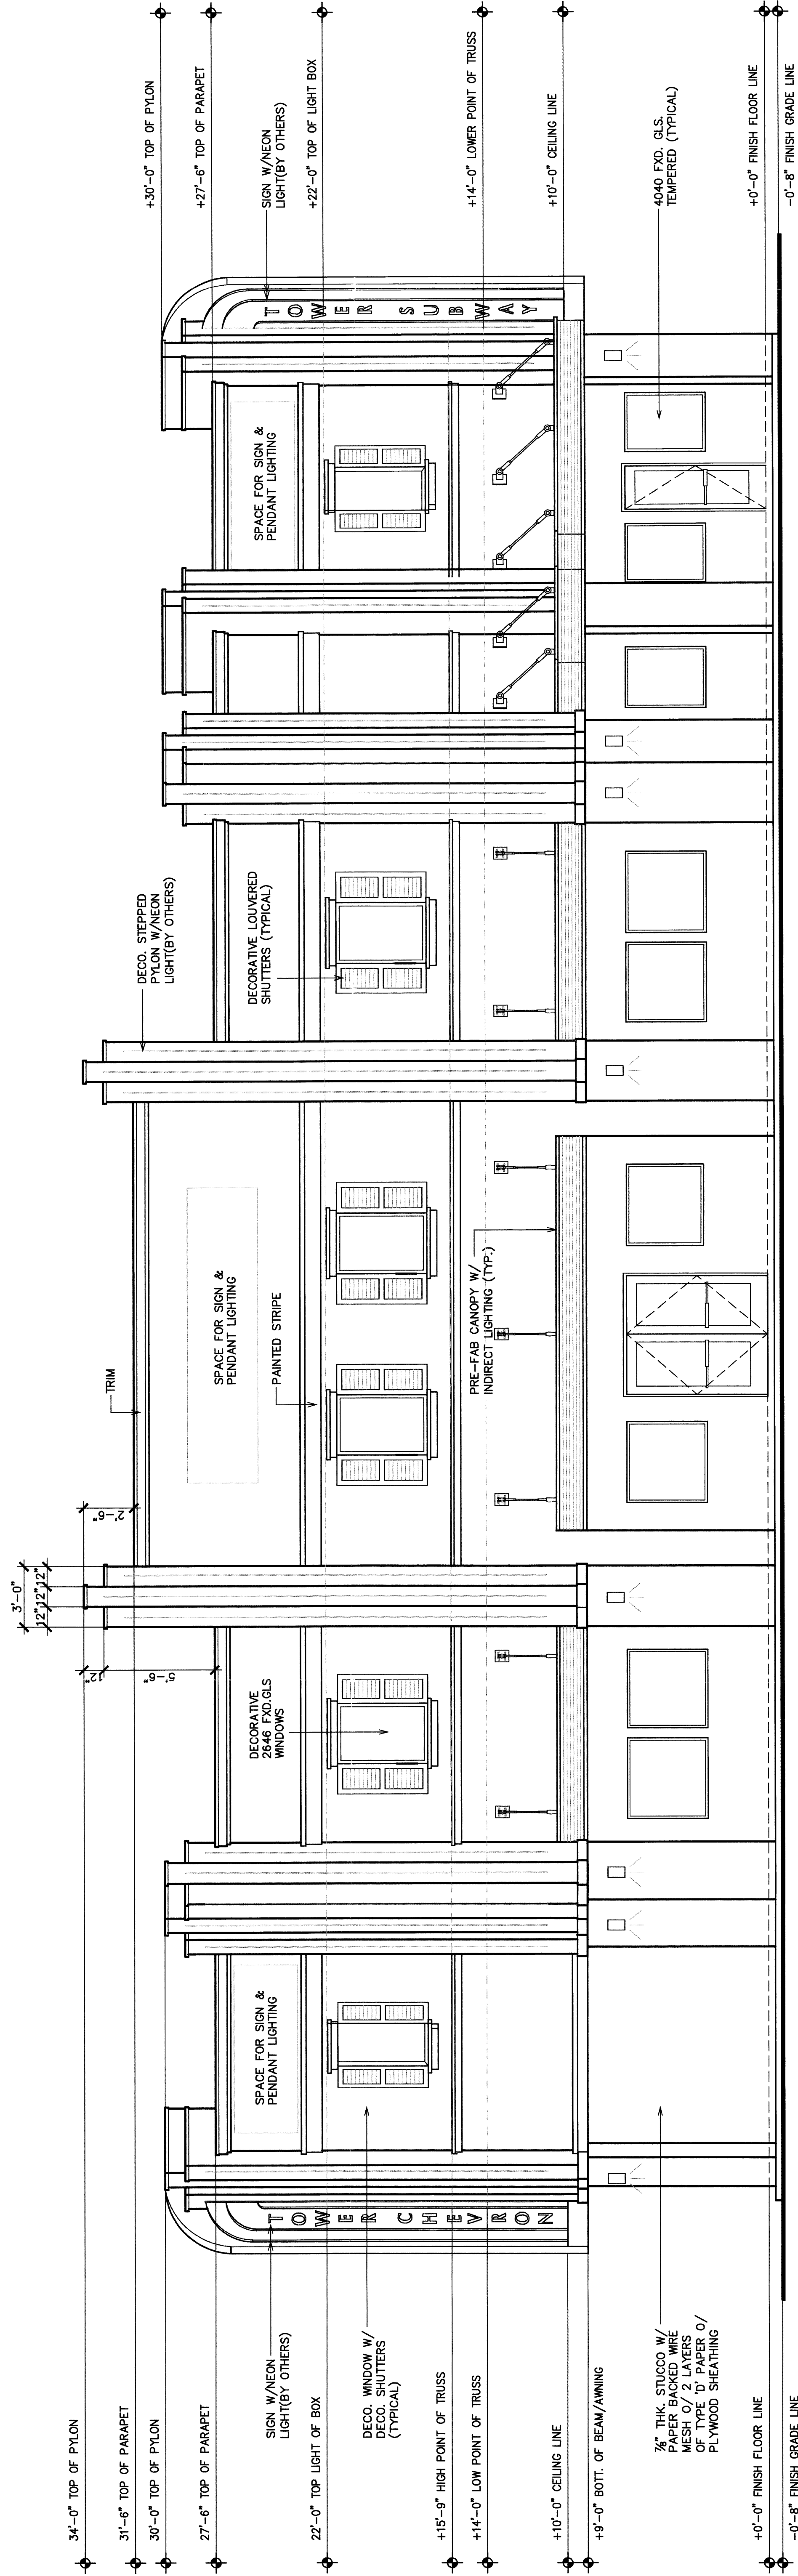 34'-0" TOP OF PYLON
31'-6" TOP OF PARAPET
30'-0" TOP OF PYLON
27'-6" TOP OF PARAPET
22'-0" TOP LIGHT OF BOX
+15'-9" HIGH POINT OF TRUSS
+14'-0" LOW POINT OF TRUSS
+10'-0" CEILING LINE
+9'-0" BOTT. OF BEAM/AWNING
+0'-0" FINISH FLOOR LINE
-0'-8" FINISH GRADE LINE
SIGN W/NEON
LIGHT(BY OTHERS)
DECO. WINDOW W/
DECO. SHUTTERS
(TYPICAL)
⅞" THK. STUCCO W/
PAPER BACKED WIRE
MESH O/ 2 LAYERS
OF TYPE 'D' PAPER O/
PLYWOOD SHEATHING
TOWER CHEVRON
SPACE FOR SIGN &
PENDANT LIGHTING
DECORATIVE
2646 FXD.GLS
WINDOWS
12"
5'-6"
3'-0"
12"
12"
12"
2'-6"
TRIM
SPACE FOR SIGN &
PENDANT LIGHTING
PAINTED STRIPE
PRE-FAB CANOPY W/
INDIRECT LIGHTING (TYP.)
DECO. STEPPED
PYLON W/NEON
LIGHT(BY OTHERS)
DECORATIVE LOUVERED
SHUTTERS (TYPICAL)
SPACE FOR SIGN &
PENDANT LIGHTING
TOWER SUBWAY
SIGN W/NEON
LIGHT(BY OTHERS)
4040 FXD. GLS.
TEMPERED (TYPICAL)
+30'-0" TOP OF PYLON
+27'-6" TOP OF PARAPET
+22'-0" TOP OF LIGHT BOX
+14'-0" LOWER POINT OF TRUSS
+10'-0" CEILING LINE
+0'-0" FINISH FLOOR LINE
-0'-8" FINISH GRADE LINE